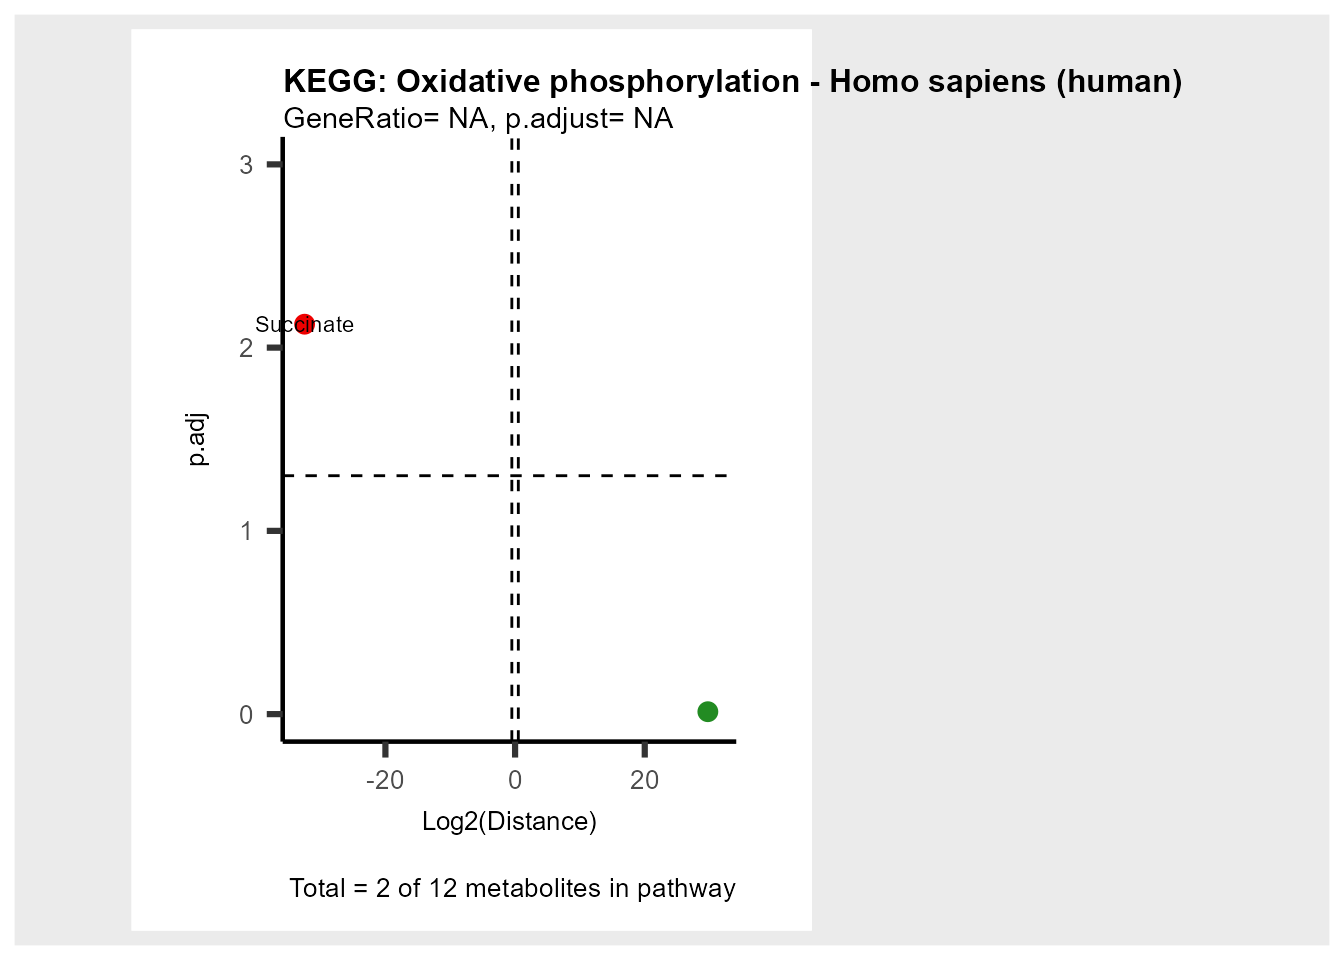 KEGG: Oxidative phosphorylation - Homo sapiens (human)
GeneRatio= NA, p.adjust= NA
3
Succinate
2
p.adj
1
0
-20 0 20
Log2(Distance)
Total = 2 of 12 metabolites in pathway